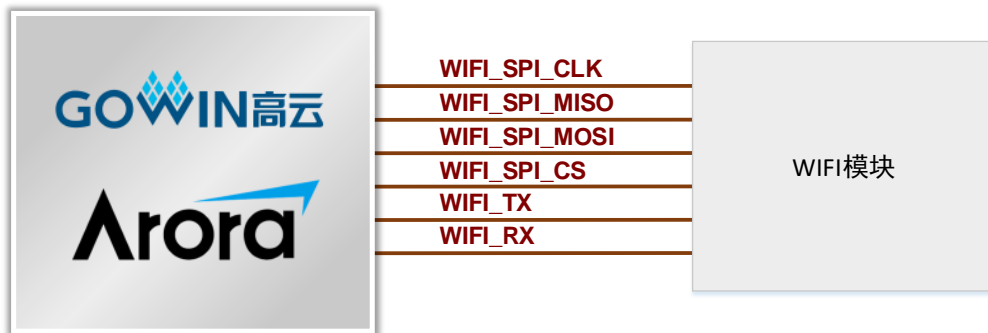 GOWIN高云
Arora
WIFI_SPI_CLK
WIFI_SPI_MISO
WIFI_SPI_MOSI
WIFI_SPI_CS
WIFI_TX
WIFI_RX
WIFI模块